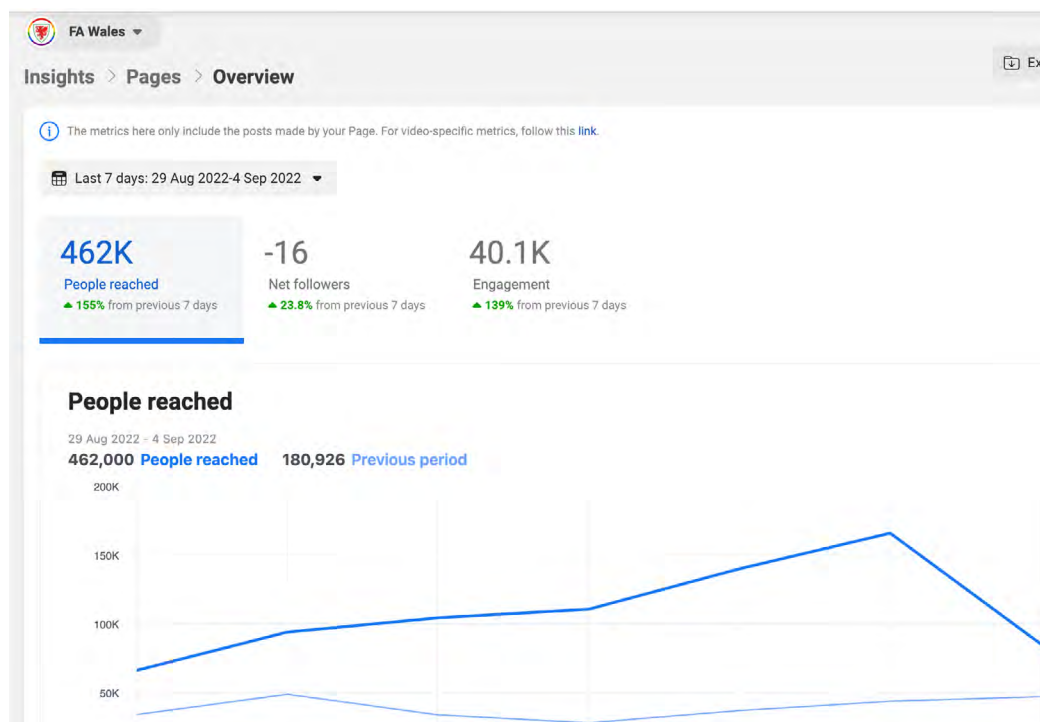 FA Wales
Ex
Insights > Pages > Overview
The metrics here only include the posts made by your Page. For video-specific metrics, follow this link.
Last 7 days: 29 Aug 2022-4 Sep 2022
462K -16 40.1K
People reached Net followers Engagement
155% from previous 7 days 23.8% from previous 7 days 139% from previous 7 days
People reached
29 Aug 2022 - 4 Sep 2022
462,000 People reached 180,926 Previous period
200K
150K
100K
50K